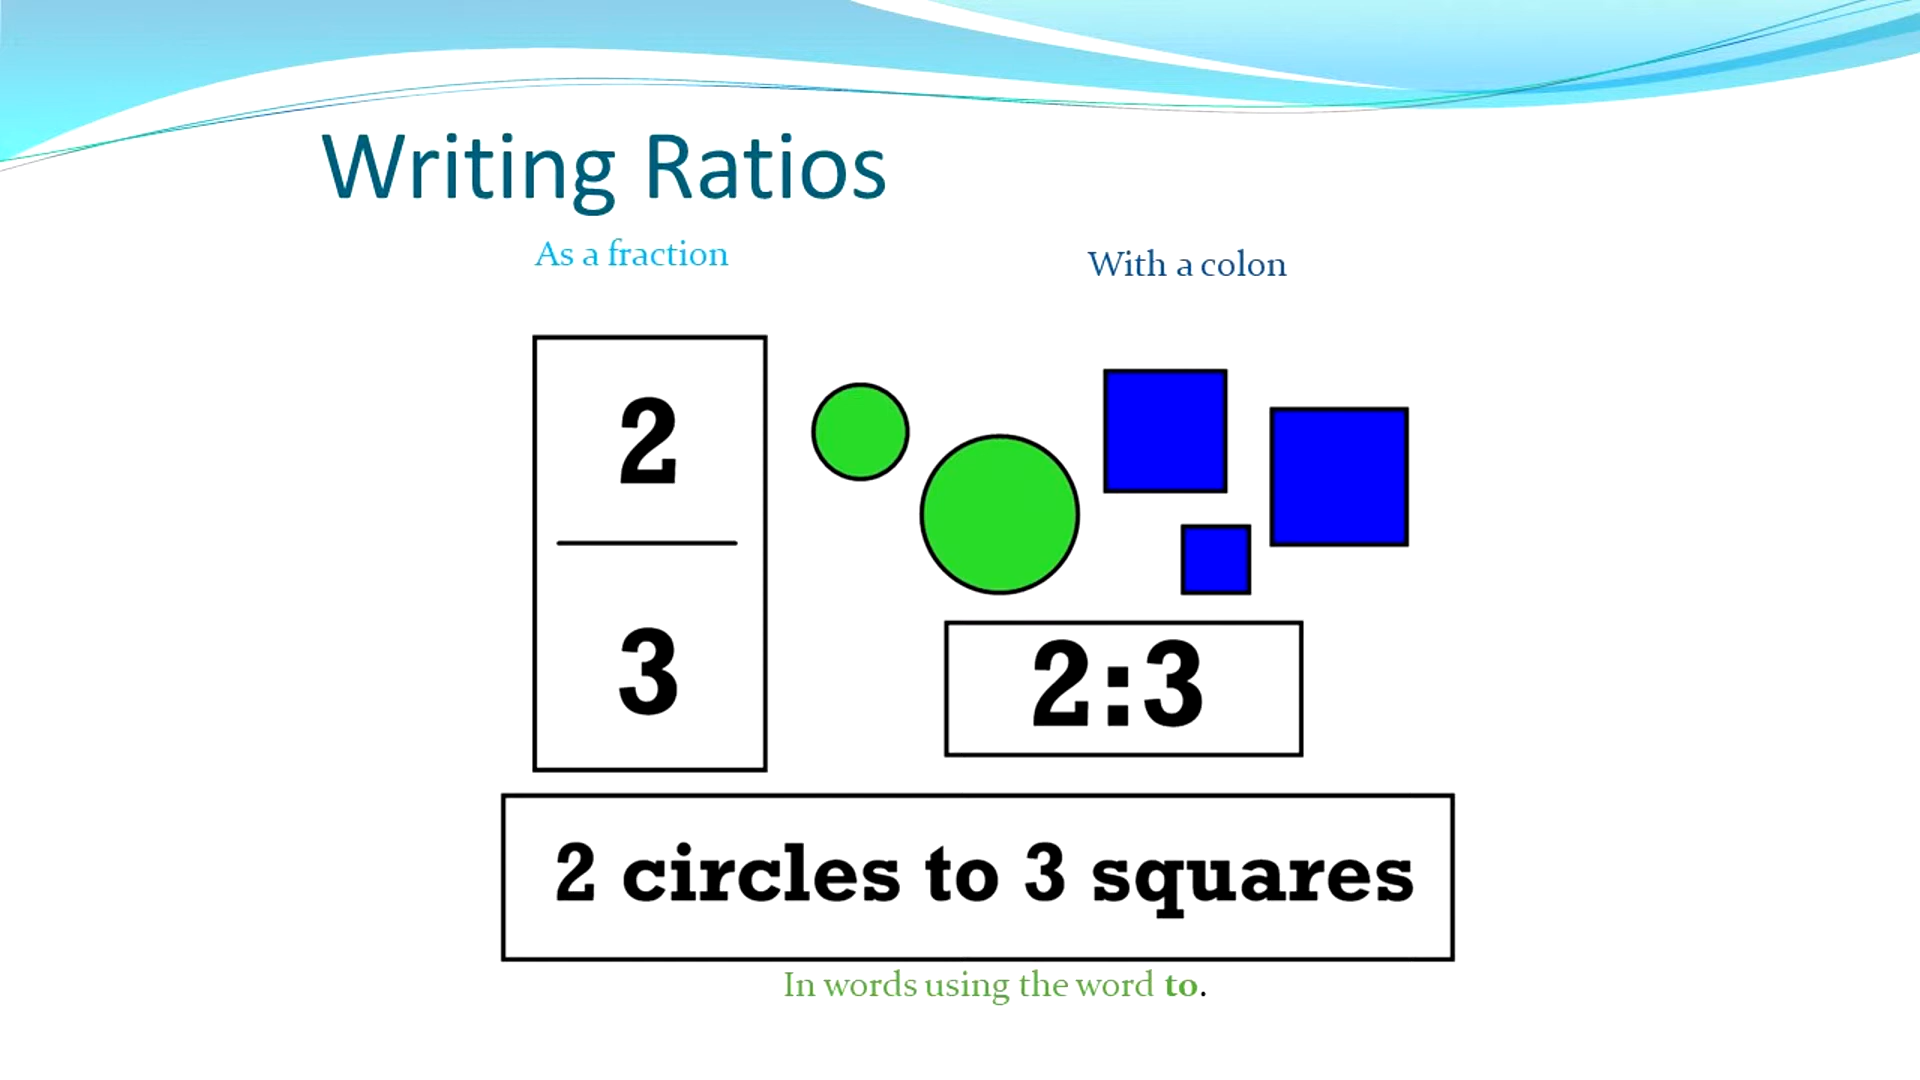 Writing Ratios
As a fraction
With a colon
2
3
2:3
2 circles to 3 squares
In words using the word to.